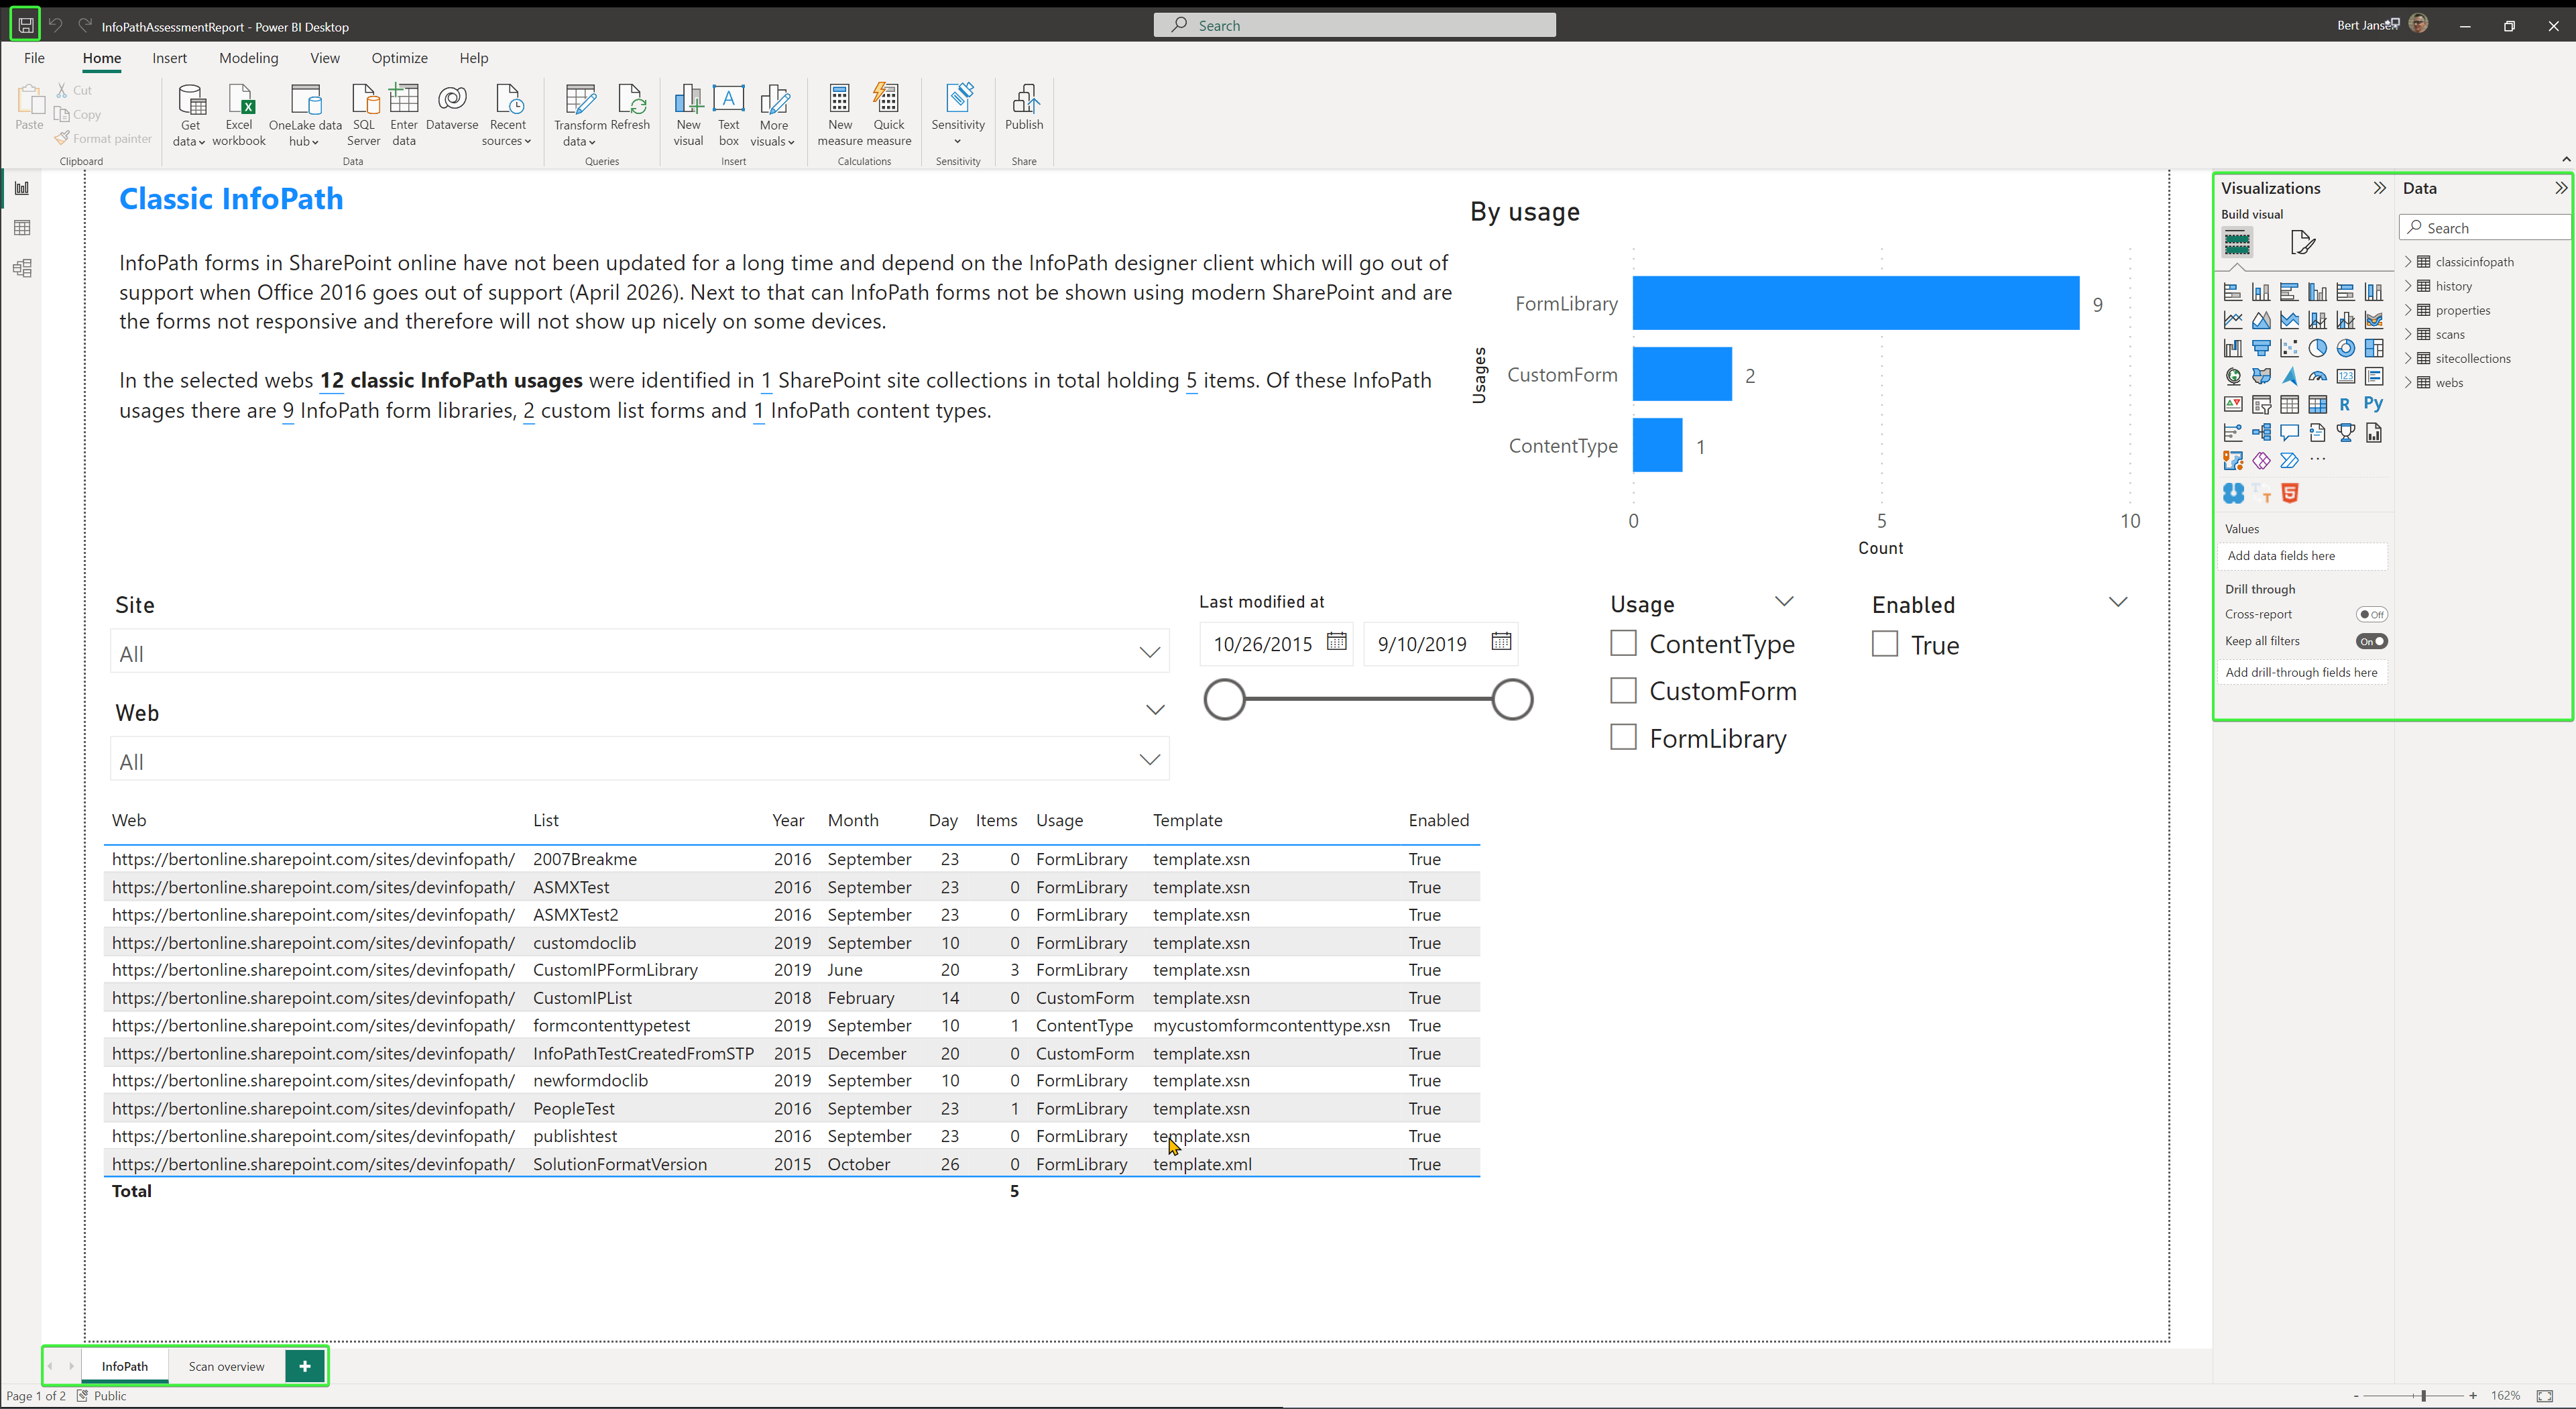 InfoPathAssessmentReport - Power BI Desktop
Search
File Home Insert Modeling View Optimize Help
Paste
Cut
Copy
Format painter
Clipboard
Get data
Excel workbook
OneLake data hub
SQL Server
Enter data
Dataverse
Recent sources
Data
Transform data
Refresh
Queries
New visual
Text box
More visuals
Insert
New measure
Quick measure
Calculations
Sensitivity
Sensitivity
Publish
Share
Classic InfoPath
InfoPath forms in SharePoint online have not been updated for a long time and depend on the InfoPath designer client which will go out of
support when Office 2016 goes out of support (April 2026). Next to that can InfoPath forms not be shown using modern SharePoint and are
the forms not responsive and therefore will not show up nicely on some devices.
In the selected webs 12 classic InfoPath usages were identified in 1 SharePoint site collections in total holding 5 items. Of these InfoPath
usages there are 9 InfoPath form libraries, 2 custom list forms and 1 InfoPath content types.
By usage
Usages
FormLibrary 9
CustomForm 2
ContentType 1
0 5 10
Count
Site
All
Web
All
Last modified at
10/26/2015 9/10/2019
Usage
ContentType
CustomForm
FormLibrary
Enabled
True
Web List Year Month Day Items Usage Template Enabled
https://bertonline.sharepoint.com/sites/devinfopath/ 2007Breakme 2016 September 23 0 FormLibrary template.xsn True
https://bertonline.sharepoint.com/sites/devinfopath/ ASMXTest 2016 September 23 0 FormLibrary template.xsn True
https://bertonline.sharepoint.com/sites/devinfopath/ ASMXTest2 2016 September 23 0 FormLibrary template.xsn True
https://bertonline.sharepoint.com/sites/devinfopath/ customdoclib 2019 September 10 0 FormLibrary template.xsn True
https://bertonline.sharepoint.com/sites/devinfopath/ CustomIPFormLibrary 2019 June 20 3 FormLibrary template.xsn True
https://bertonline.sharepoint.com/sites/devinfopath/ CustomIPList 2018 February 14 0 CustomForm template.xsn True
https://bertonline.sharepoint.com/sites/devinfopath/ formcontenttypetest 2019 September 10 1 ContentType mycustomformcontenttype.xsn True
https://bertonline.sharepoint.com/sites/devinfopath/ InfoPathTestCreatedFromSTP 2015 December 20 0 CustomForm template.xsn True
https://bertonline.sharepoint.com/sites/devinfopath/ newformdoclib 2019 September 10 0 FormLibrary template.xsn True
https://bertonline.sharepoint.com/sites/devinfopath/ PeopleTest 2016 September 23 1 FormLibrary template.xsn True
https://bertonline.sharepoint.com/sites/devinfopath/ publishtest 2016 September 23 0 FormLibrary template.xsn True
https://bertonline.sharepoint.com/sites/devinfopath/ SolutionFormatVersion 2015 October 26 0 FormLibrary template.xml True
Total 5
Visualizations
Build visual
123
R Py
Values
Add data fields here
Drill through
Cross-report Off
Keep all filters On
Add drill-through fields here
Data
Search
classicinfopath
history
properties
scans
sitecollections
webs
InfoPath Scan overview +
Page 1 of 2 Public
- + 162%
Bert